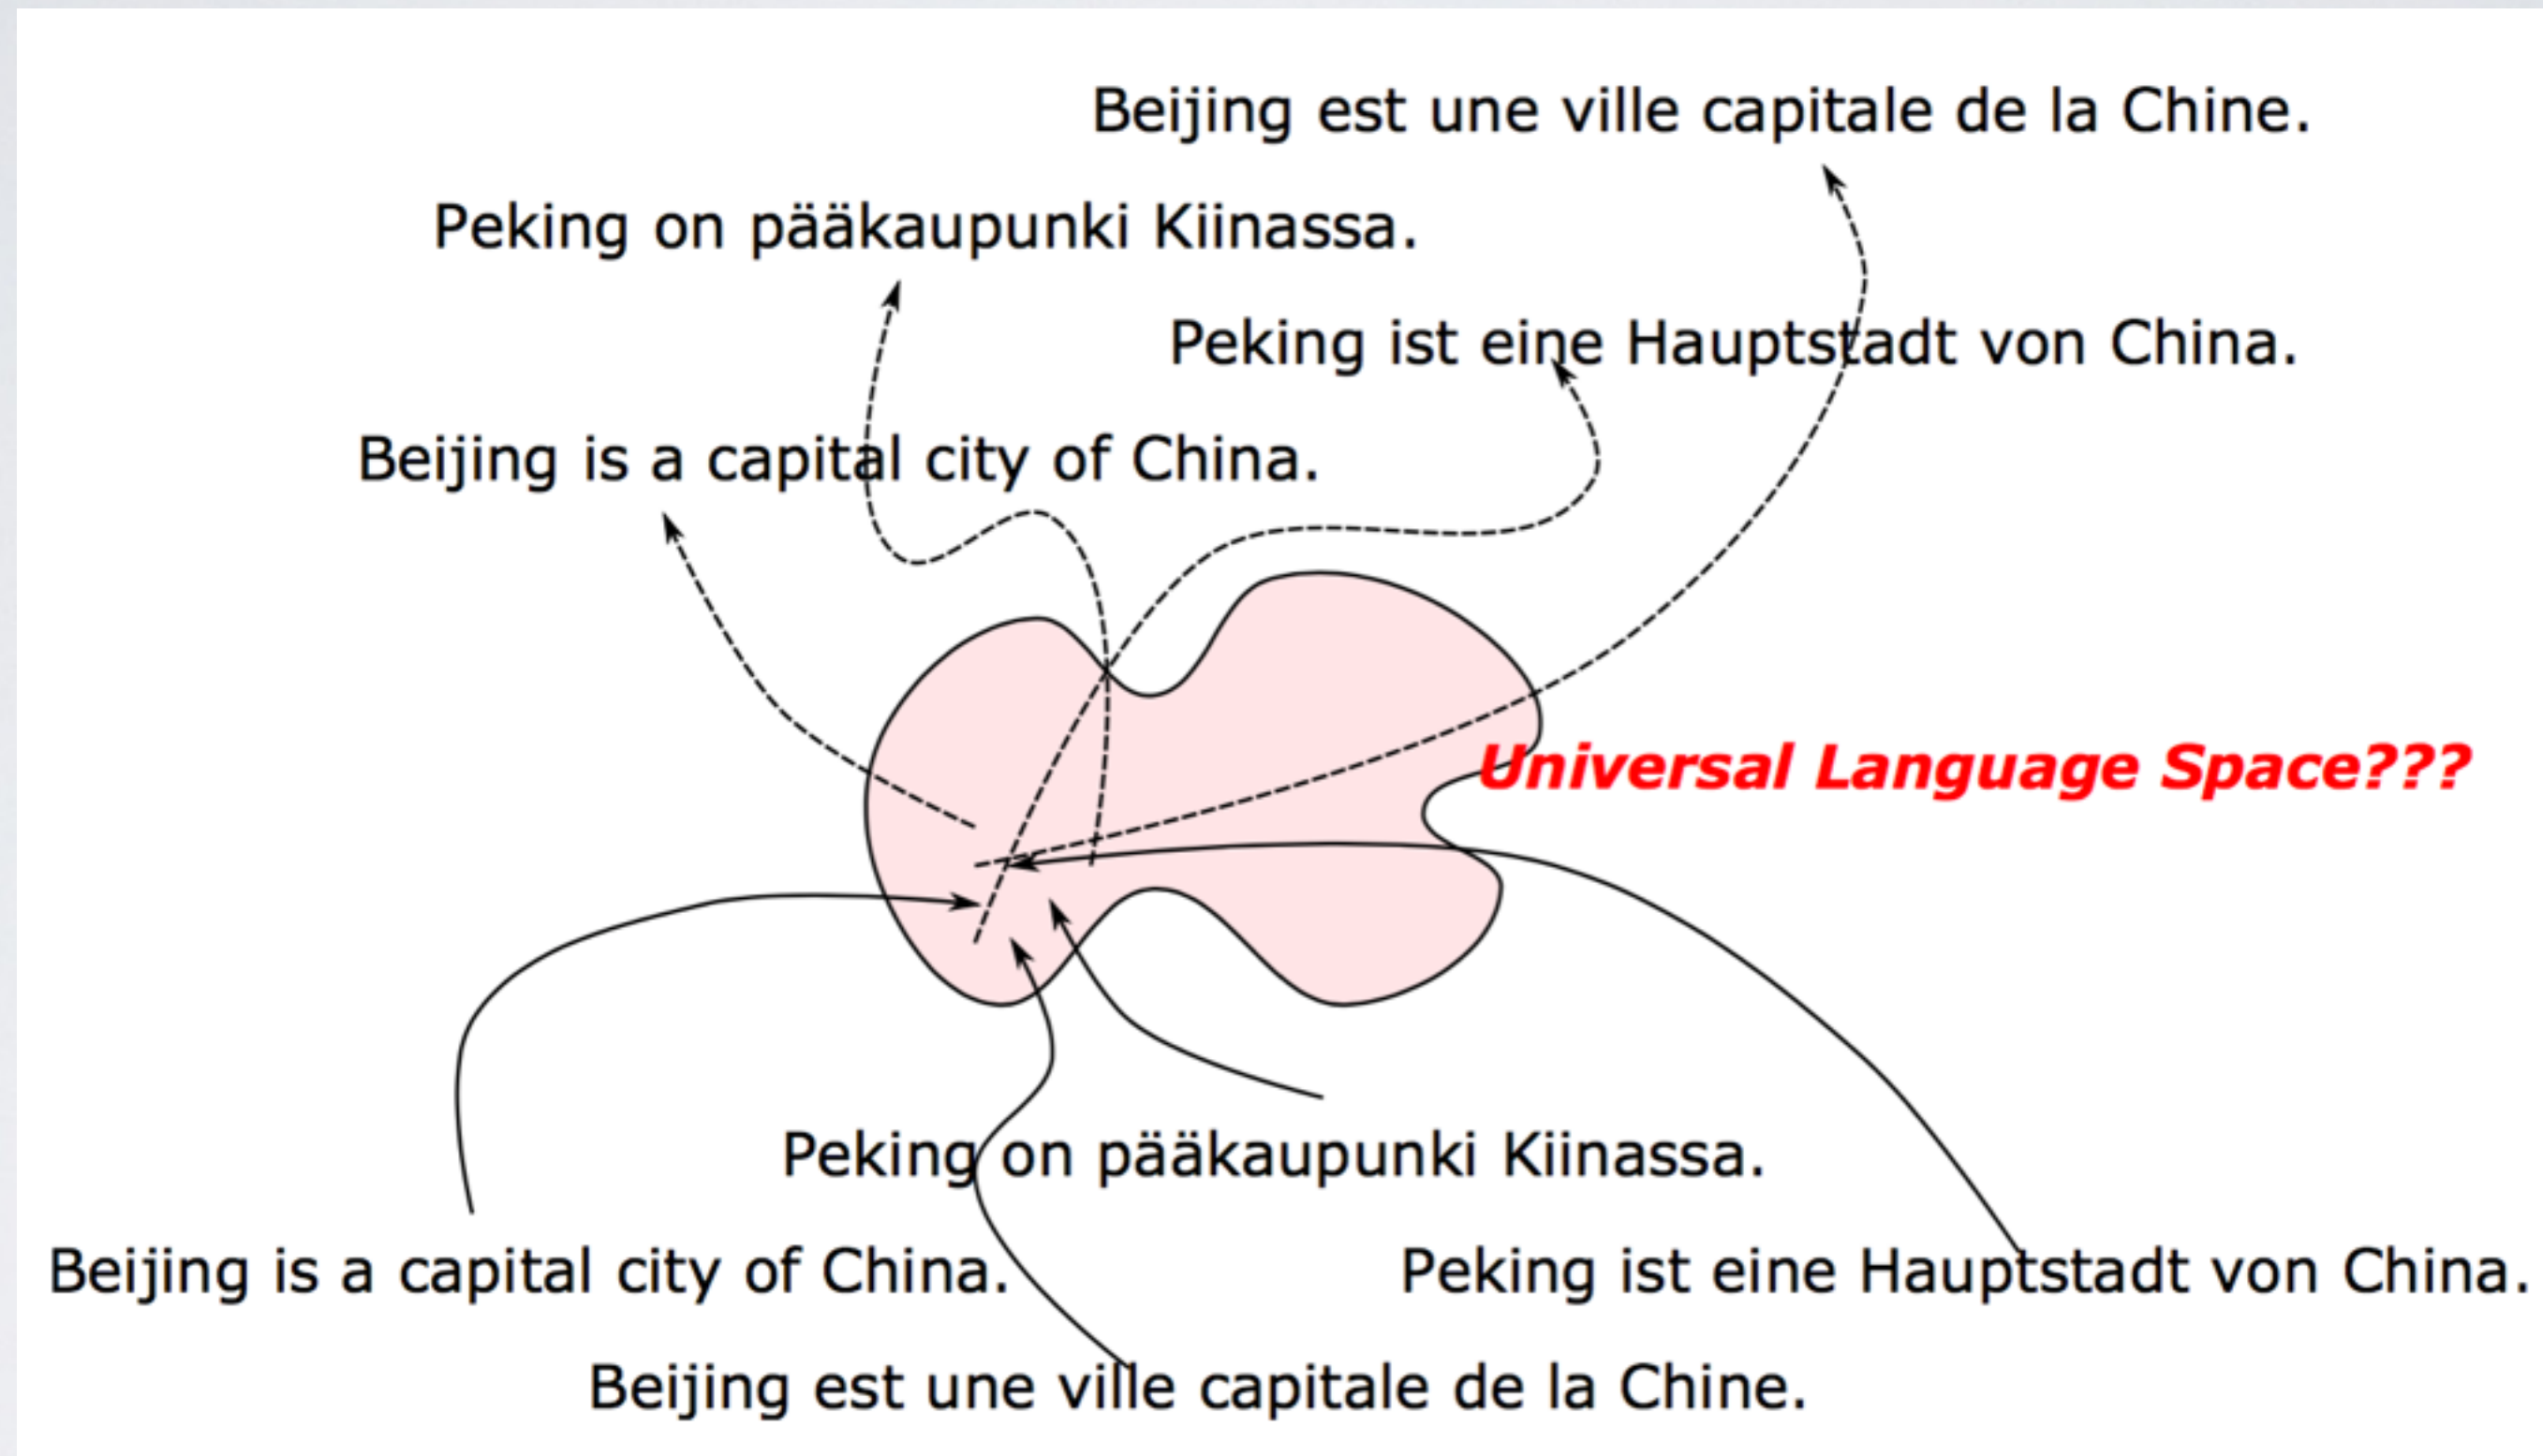 Beijing est une ville capitale de la Chine.
Peking on pääkaupunki Kiinassa.
Peking ist eine Hauptstadt von China.
Beijing is a capital city of China.
Universal Language Space???
Peking on pääkaupunki Kiinassa.
Beijing is a capital city of China.
Peking ist eine Hauptstadt von China.
Beijing est une ville capitale de la Chine.